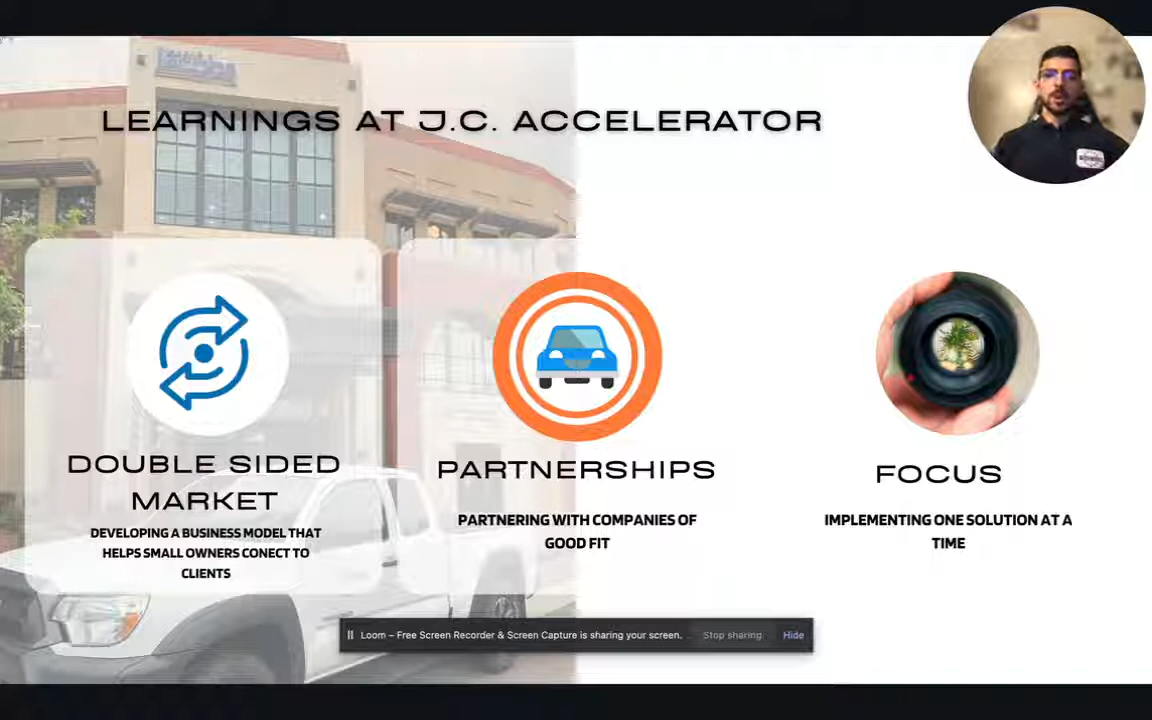 LEARNINGS AT J.C. ACCELERATOR
DOUBLE SIDED
MARKET
DEVELOPING A BUSINESS MODEL THAT
HELPS SMALL OWNERS CONECT TO
CLIENTS
PARTNERSHIPS
PARTNERING WITH COMPANIES OF
GOOD FIT
FOCUS
IMPLEMENTING ONE SOLUTION AT A
TIME
Loom – Free Screen Recorder & Screen Capture is sharing your screen.
Stop sharing
Hide